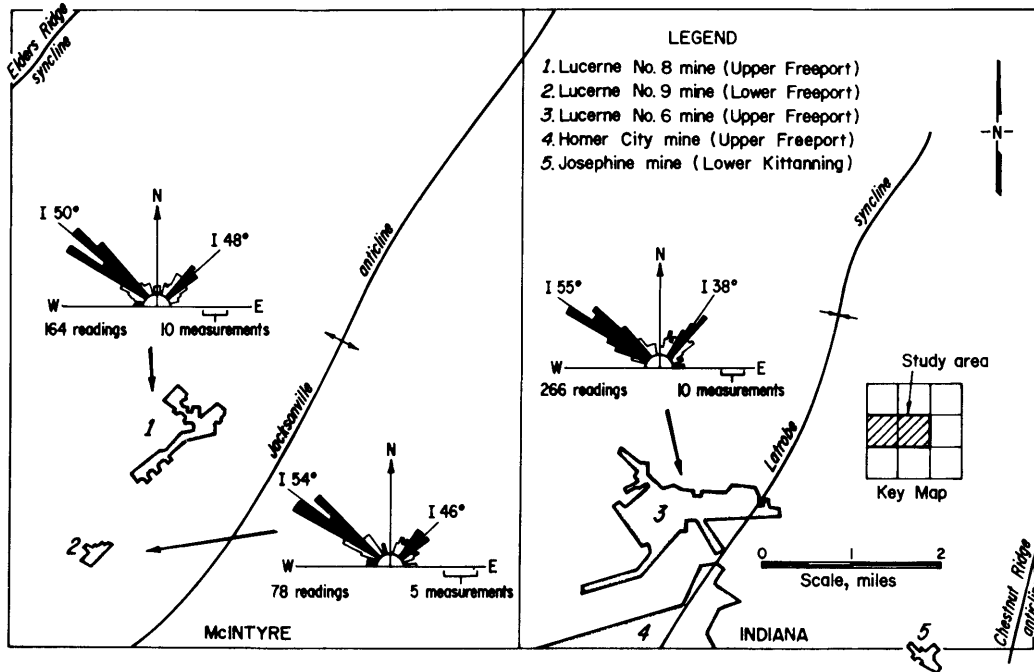 Elders Ridge
syncline
LEGEND
1. Lucerne No. 8 mine (Upper Freeport)
2. Lucerne No. 9 mine (Lower Freeport)
3. Lucerne No. 6 mine (Upper Freeport)
4. Homer City mine (Upper Freeport)
5. Josephine mine (Lower Kittanning)
N
N
I 50°
I 48°
W
E
164 readings
10 measurements
anticline
Jacksonville
1
2
N
I 54°
I 46°
W
E
78 readings
5 measurements
McINTYRE
syncline
N
I 55°
I 38°
W
E
266 readings
10 measurements
Latrobe
Study area
Key Map
3
0 1 2
Scale, miles
4
INDIANA
5
Chestnut Ridge
anticline